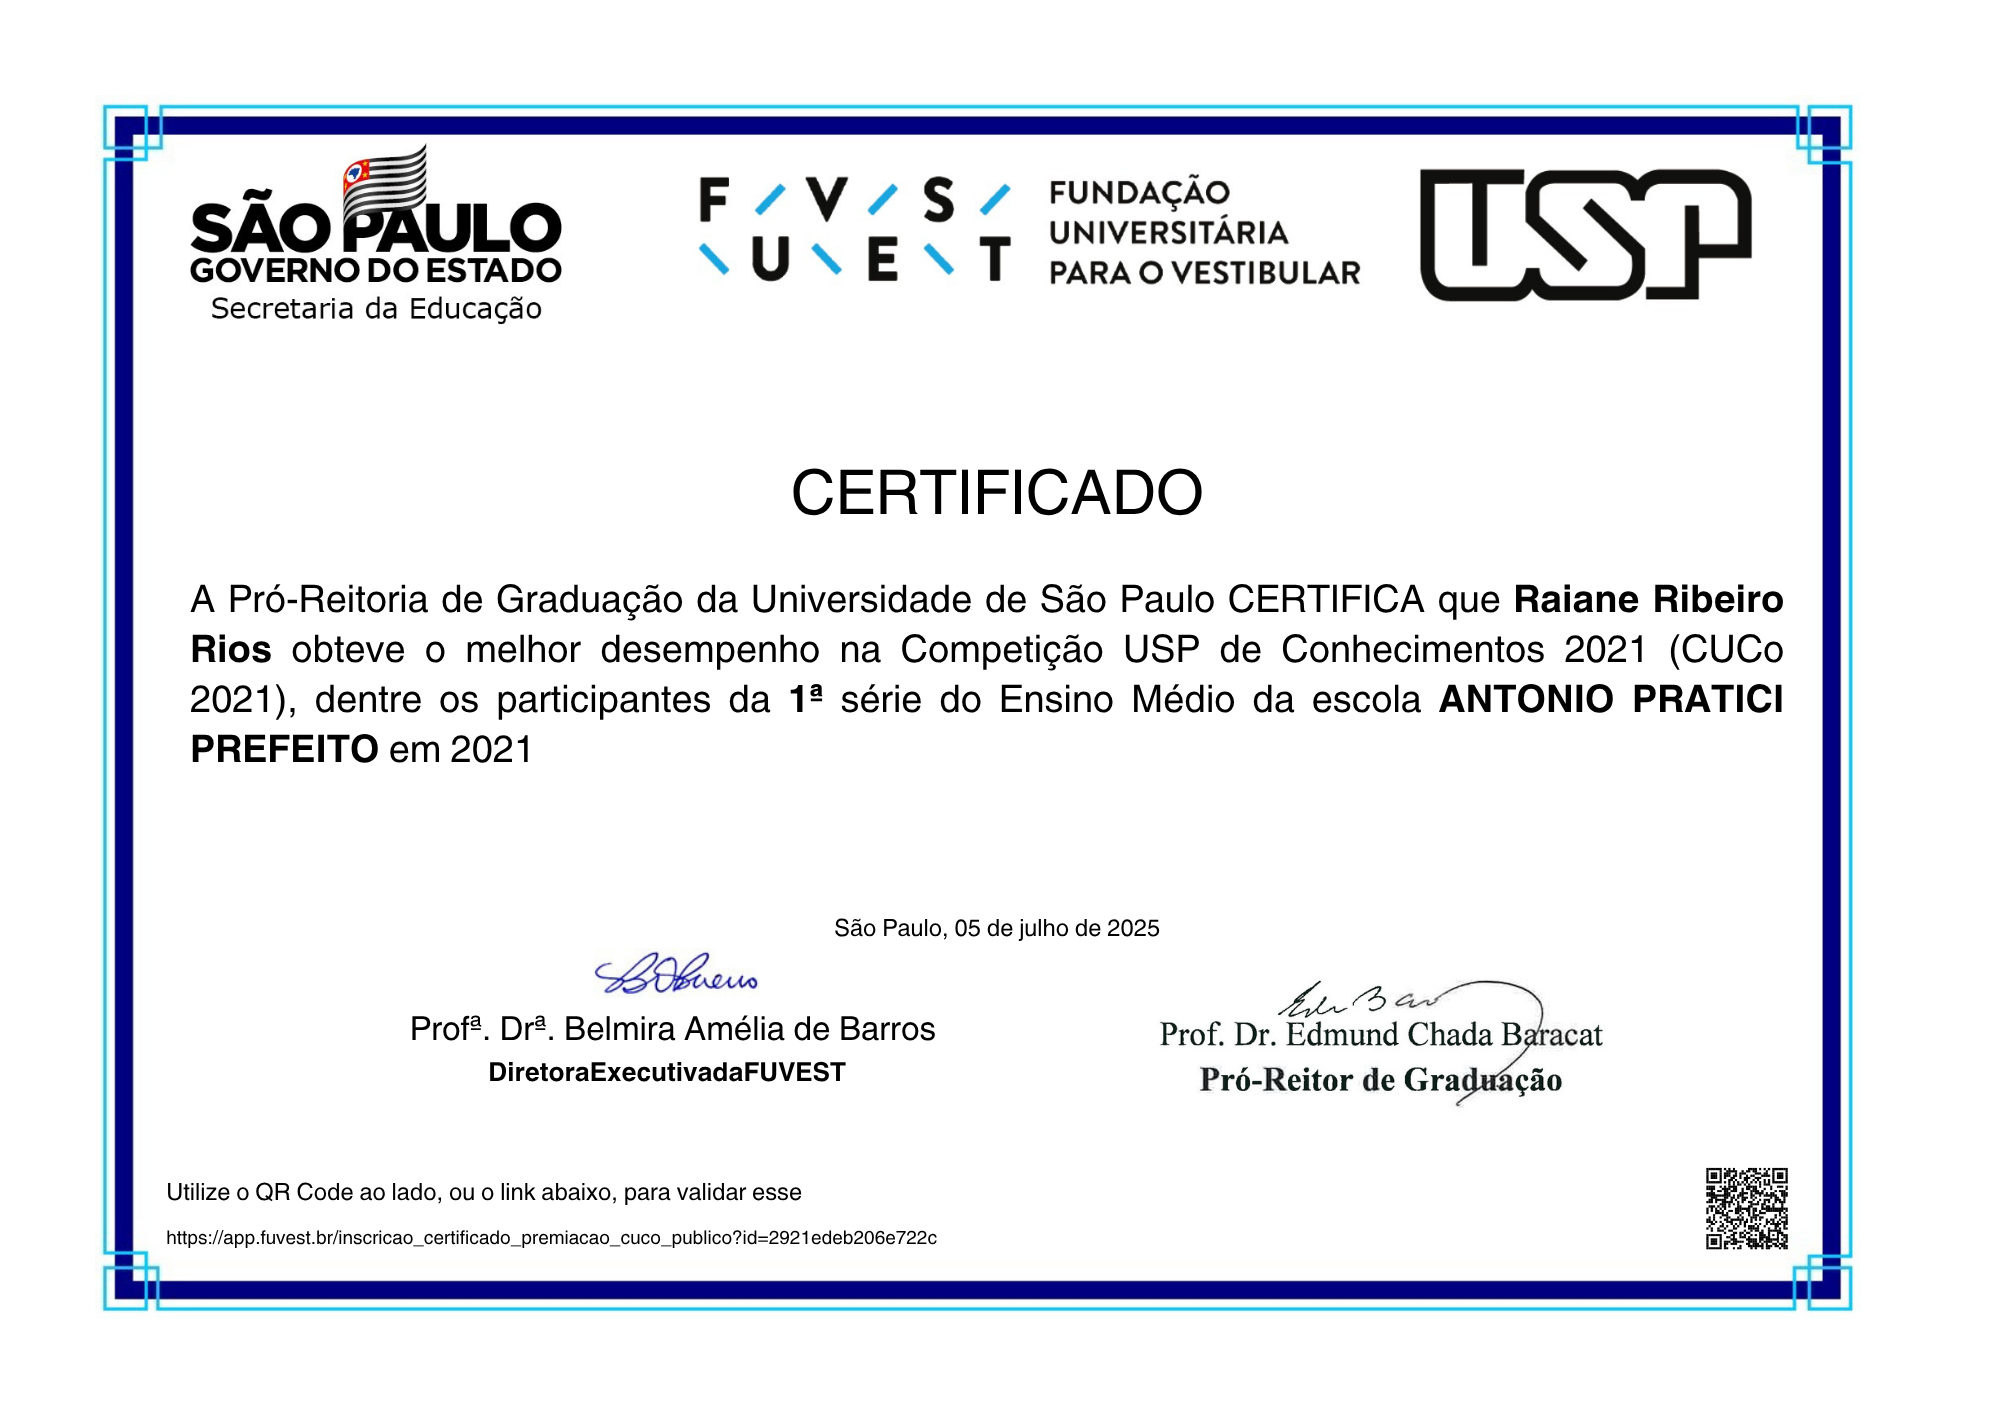 SÃO PAULO
GOVERNO DO ESTADO
Secretaria da Educação
F V S
U E T
FUNDAÇÃO
UNIVERSITÁRIA
PARA O VESTIBULAR
USP
CERTIFICADO
A Pró-Reitoria de Graduação da Universidade de São Paulo CERTIFICA que Raiane Ribeiro
Rios obteve o melhor desempenho na Competição USP de Conhecimentos 2021 (CUCo
2021), dentre os participantes da 1ª série do Ensino Médio da escola ANTONIO PRATICI
PREFEITO em 2021
São Paulo, 05 de julho de 2025
Profª. Drª. Belmira Amélia de Barros
DiretoraExecutivadaFUVEST
Prof. Dr. Edmund Chada Baracat
Pró-Reitor de Graduação
Utilize o QR Code ao lado, ou o link abaixo, para validar esse
https://app.fuvest.br/inscricao_certificado_premiacao_cuco_publico?id=2921edeb206e722c